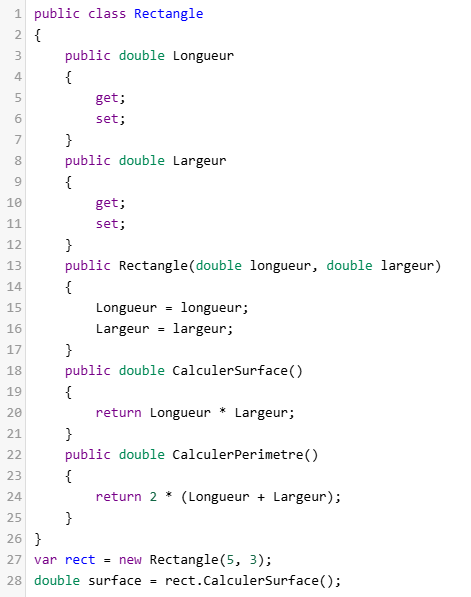 1 public class Rectangle
2 {
3     public double Longueur
4     {
5         get;
6         set;
7     }
8     public double Largeur
9     {
10         get;
11         set;
12     }
13     public Rectangle(double longueur, double largeur)
14     {
15         Longueur = longueur;
16         Largeur = largeur;
17     }
18     public double CalculerSurface()
19     {
20         return Longueur * Largeur;
21     }
22     public double CalculerPerimetre()
23     {
24         return 2 * (Longueur + Largeur);
25     }
26 }
27 var rect = new Rectangle(5, 3);
28 double surface = rect.CalculerSurface();